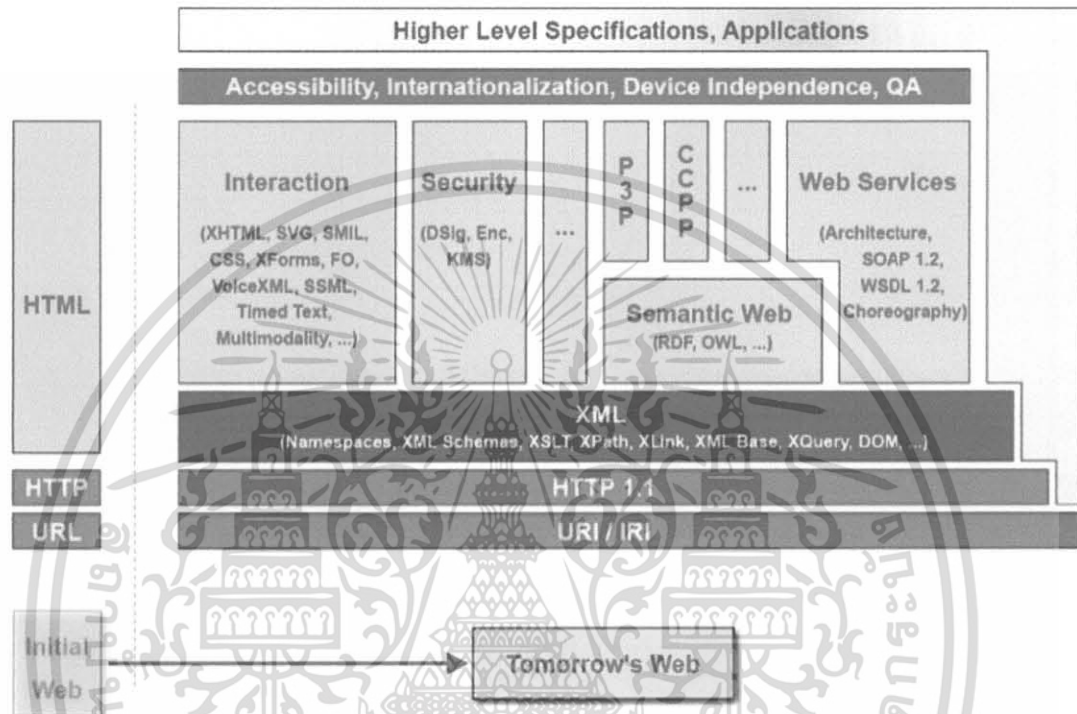 Higher Level Specifications, Applications
Accessibility, Internationalization, Device Independence, QA
HTML
HTTP
URL
Interaction
(XHTML, SVG, SMIL,
CSS, XForms, FO,
VoiceXML, SSML,
Timed Text,
Multimodality, ...)
Security
(DSig, Enc,
KMS)
...
P3P
CCPP
...
Web Services
(Architecture,
SOAP 1.2,
WSDL 1.2,
Choreography)
Semantic Web
(RDF, OWL, ...)
XML
(Namespaces, XML Schemas, XSLT, XPath, XLink, XML Base, XQuery, DOM, ...)
HTTP 1.1
URI / IRI
Initial
Web
Tomorrow's Web